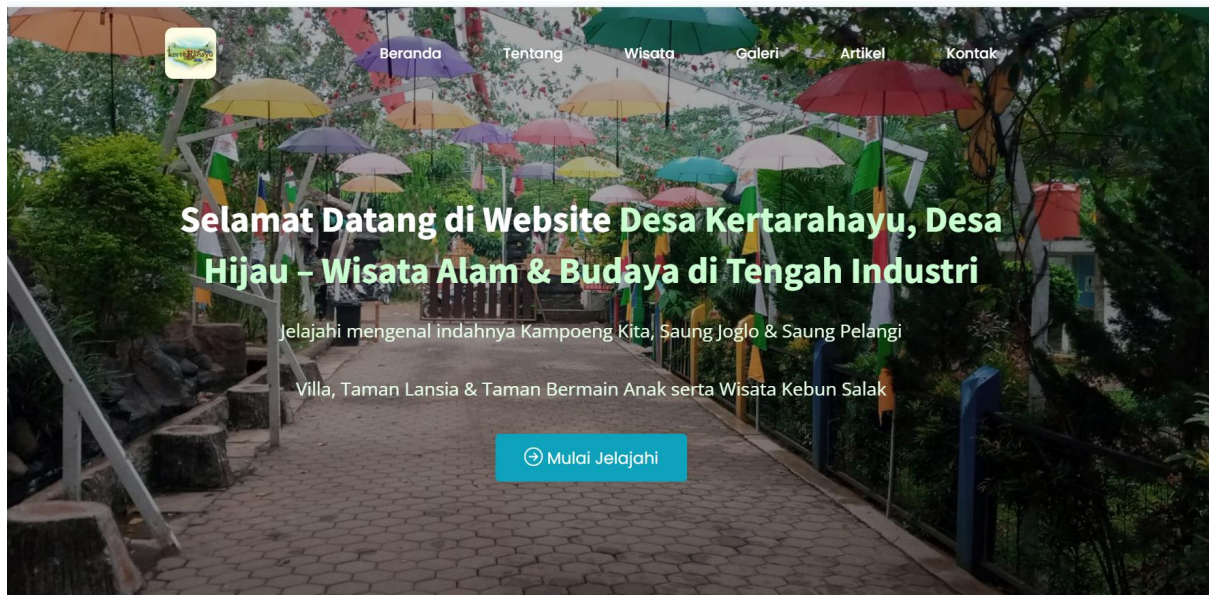 kertaRahayu
Beranda Tentang Wisata Galeri Artikel Kontak
Selamat Datang di Website Desa Kertarahayu, Desa
Hijau – Wisata Alam & Budaya di Tengah Industri
Jelajahi mengenal indahnya Kampoeng Kita, Saung Joglo & Saung Pelangi
Villa, Taman Lansia & Taman Bermain Anak serta Wisata Kebun Salak
Mulai Jelajahi